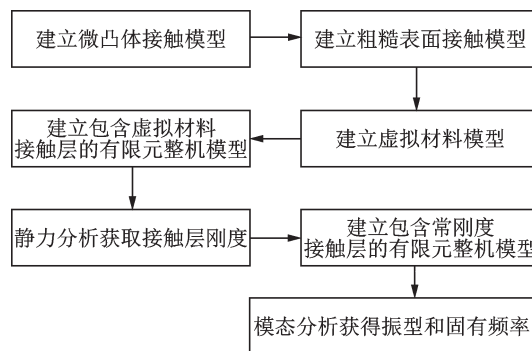 建立微凸体接触模型
建立粗糙表面接触模型
建立虚拟材料模型
建立包含虚拟材料
接触层的有限元整机模型
静力分析获取接触层刚度
建立包含常刚度
接触层的有限元整机模型
模态分析获得振型和固有频率